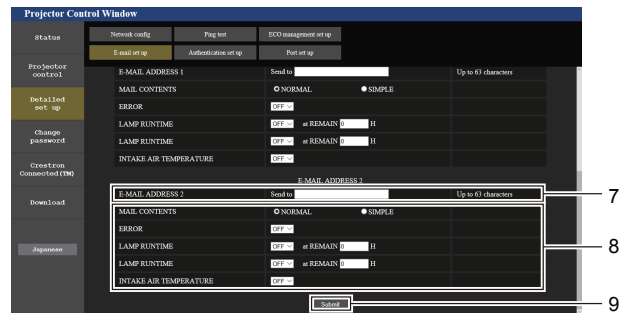 Projector Control Window
Status
Network config Ping test ECO management set up
E-mail set up Authentication set up Port set up
Projector control
E-MAIL ADDRESS 1 Send to Up to 63 characters
MAIL CONTENTS NORMAL SIMPLE
Detailed set up
ERROR OFF
LAMP RUNTIME OFF at REMAIN 0 H
Change password
LAMP RUNTIME OFF at REMAIN 0 H
INTAKE AIR TEMPERATURE OFF
Crestron Connected(TM)
E-MAIL ADDRESS 2
E-MAIL ADDRESS 2 Send to Up to 63 characters 7
Download
MAIL CONTENTS NORMAL SIMPLE
ERROR OFF
LAMP RUNTIME OFF at REMAIN 0 H 8
Japanese
LAMP RUNTIME OFF at REMAIN 0 H
INTAKE AIR TEMPERATURE OFF
Submit 9